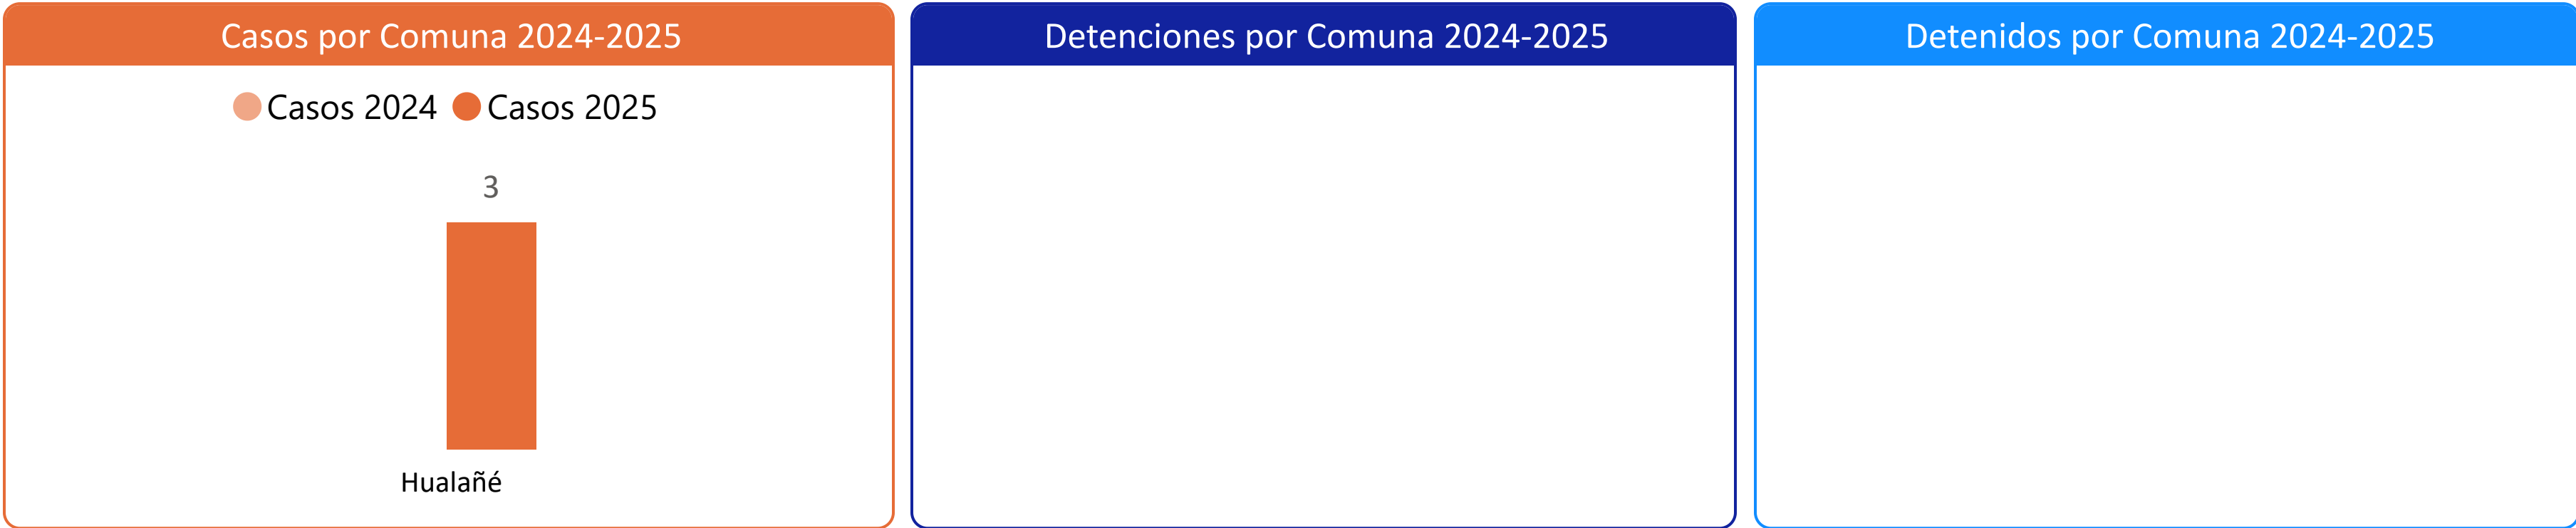 Casos por Comuna 2024-2025
Casos 2024 Casos 2025
3
Hualañé
Detenciones por Comuna 2024-2025
Detenidos por Comuna 2024-2025